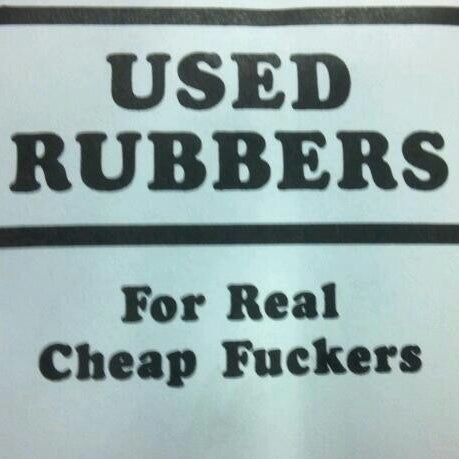 USED
RUBBERS
For Real
Cheap Fuckers